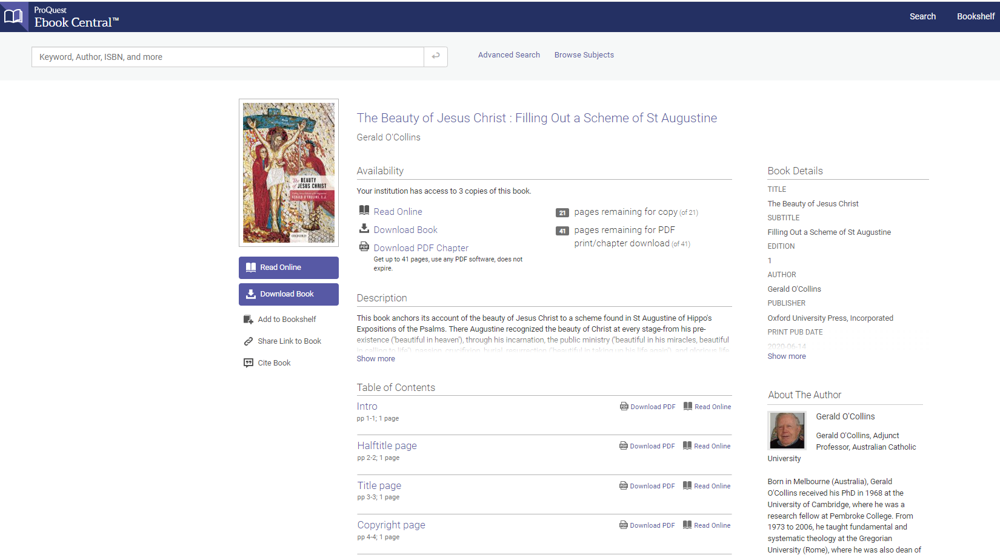 ProQuest
Ebook Central™
Search
Bookshelf
Keyword, Author, ISBN, and more
Advanced Search
Browse Subjects
The BEAUTY
of JESUS CHRIST
GERALD O'COLLINS, S.J.
OXFORD
Read Online
Download Book
Add to Bookshelf
Share Link to Book
Cite Book
The Beauty of Jesus Christ : Filling Out a Scheme of St Augustine
Gerald O'Collins
Availability
Your institution has access to 3 copies of this book.
Read Online
Download Book
PDF Download PDF Chapter
Get up to 41 pages, use any PDF software, does not
expire.
21 pages remaining for copy (of 21)
41 pages remaining for PDF
print/chapter download (of 41)
Description
This book anchors its account of the beauty of Jesus Christ to a scheme found in St Augustine of Hippo's
Expositions of the Psalms. There Augustine recognized the beauty of Christ at every stage-from his pre-
existence ('beautiful in heaven'), through his incarnation, the public ministry ('beautiful in his miracles, beautiful
in calling to life'), passion, crucifixion, burial, resurrection ('beautiful in taking up his life again'), and glorious life
Show more
Table of Contents
Intro
pp 1-1; 1 page
PDF Download PDF
Read Online
Halftitle page
pp 2-2; 1 page
PDF Download PDF
Read Online
Title page
pp 3-3; 1 page
PDF Download PDF
Read Online
Copyright page
pp 4-4; 1 page
PDF Download PDF
Read Online
Book Details
TITLE
The Beauty of Jesus Christ
SUBTITLE
Filling Out a Scheme of St Augustine
EDITION
1
AUTHOR
Gerald O'Collins
PUBLISHER
Oxford University Press, Incorporated
PRINT PUB DATE
2020-06-14
Show more
About The Author
Gerald O'Collins
Gerald O'Collins, Adjunct
Professor, Australian Catholic
University
Born in Melbourne (Australia), Gerald
O'Collins received his PhD in 1968 at the
University of Cambridge, where he was a
research fellow at Pembroke College. From
1973 to 2006, he taught fundamental and
systematic theology at the Gregorian
University (Rome), where he was also dean of